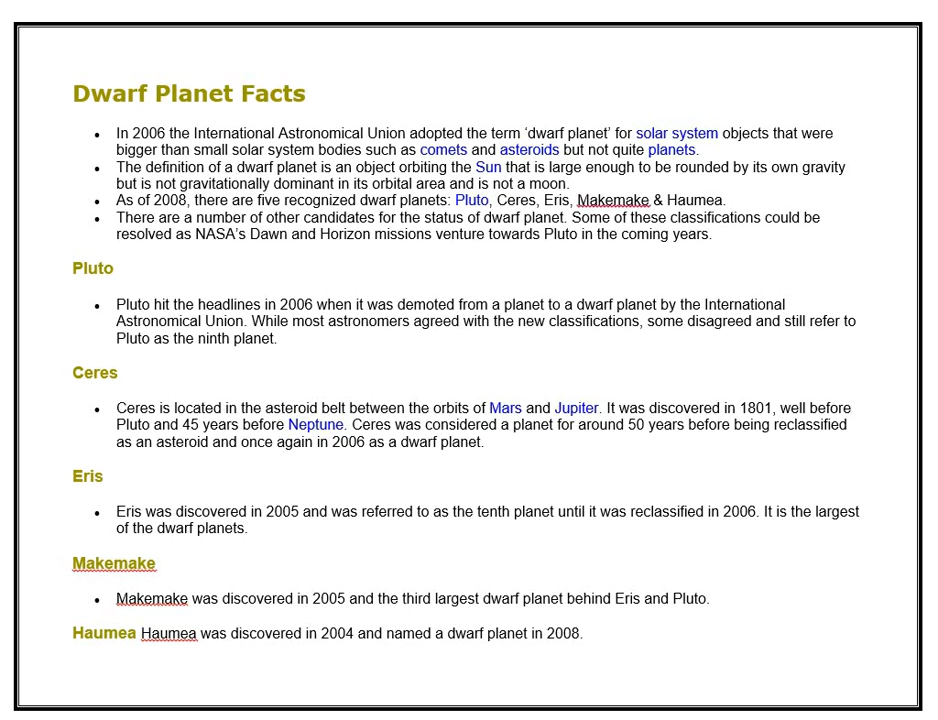 Dwarf Planet Facts
• In 2006 the International Astronomical Union adopted the term ‘dwarf planet’ for solar system objects that were
bigger than small solar system bodies such as comets and asteroids but not quite planets.
• The definition of a dwarf planet is an object orbiting the Sun that is large enough to be rounded by its own gravity
but is not gravitationally dominant in its orbital area and is not a moon.
• As of 2008, there are five recognized dwarf planets: Pluto, Ceres, Eris, Makemake & Haumea.
• There are a number of other candidates for the status of dwarf planet. Some of these classifications could be
resolved as NASA’s Dawn and Horizon missions venture towards Pluto in the coming years.
Pluto
• Pluto hit the headlines in 2006 when it was demoted from a planet to a dwarf planet by the International
Astronomical Union. While most astronomers agreed with the new classifications, some disagreed and still refer to
Pluto as the ninth planet.
Ceres
• Ceres is located in the asteroid belt between the orbits of Mars and Jupiter. It was discovered in 1801, well before
Pluto and 45 years before Neptune. Ceres was considered a planet for around 50 years before being reclassified
as an asteroid and once again in 2006 as a dwarf planet.
Eris
• Eris was discovered in 2005 and was referred to as the tenth planet until it was reclassified in 2006. It is the largest
of the dwarf planets.
Makemake
• Makemake was discovered in 2005 and the third largest dwarf planet behind Eris and Pluto.
Haumea Haumea was discovered in 2004 and named a dwarf planet in 2008.